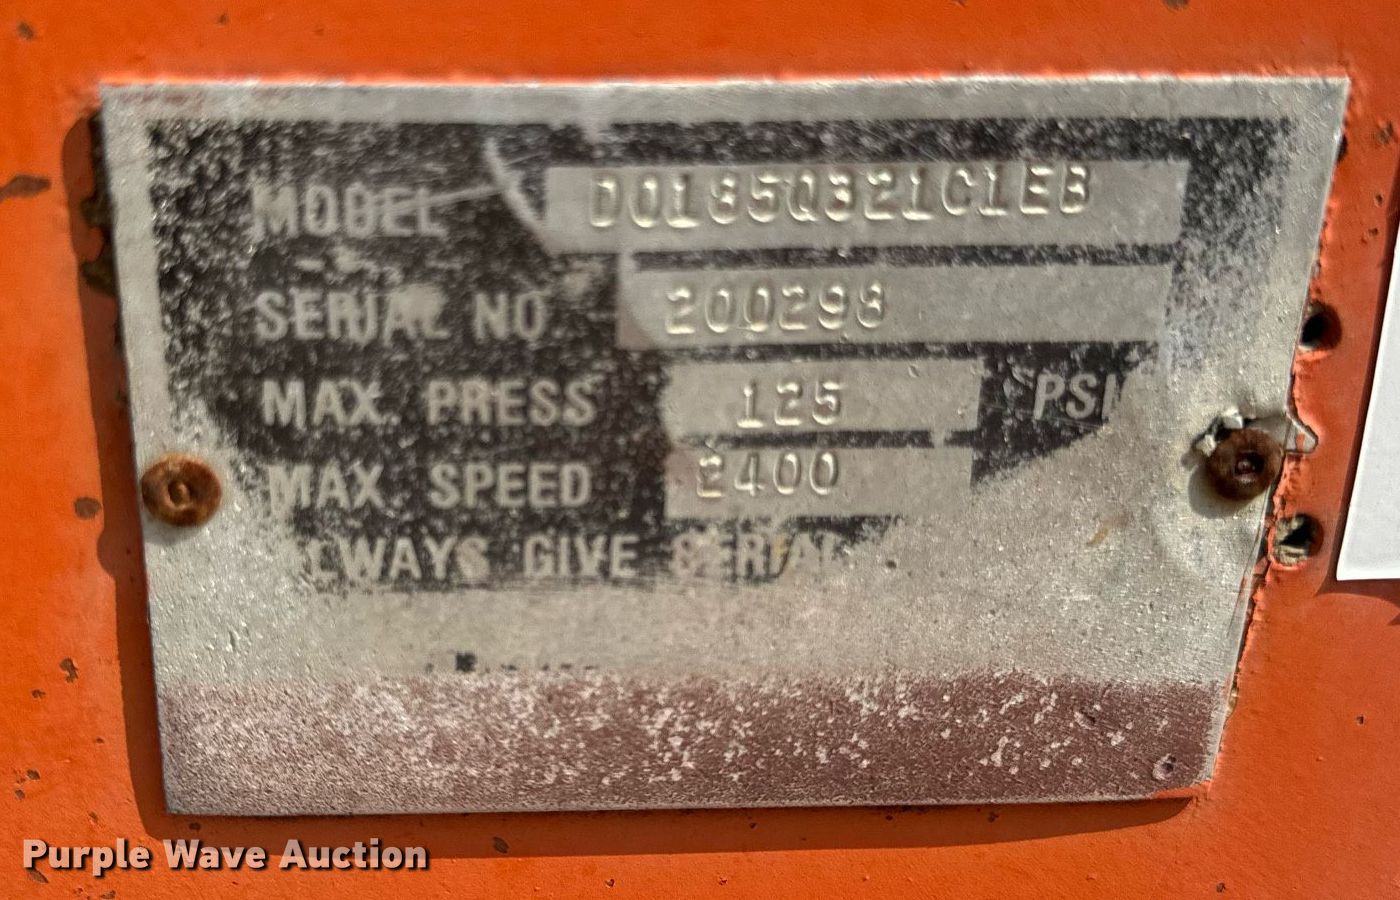 MODEL D0185Q321C1EB
SERIAL NO 200298
MAX. PRESS 125 PSI
MAX. SPEED 2400
ALWAYS GIVE SERIAL
Purple Wave Auction